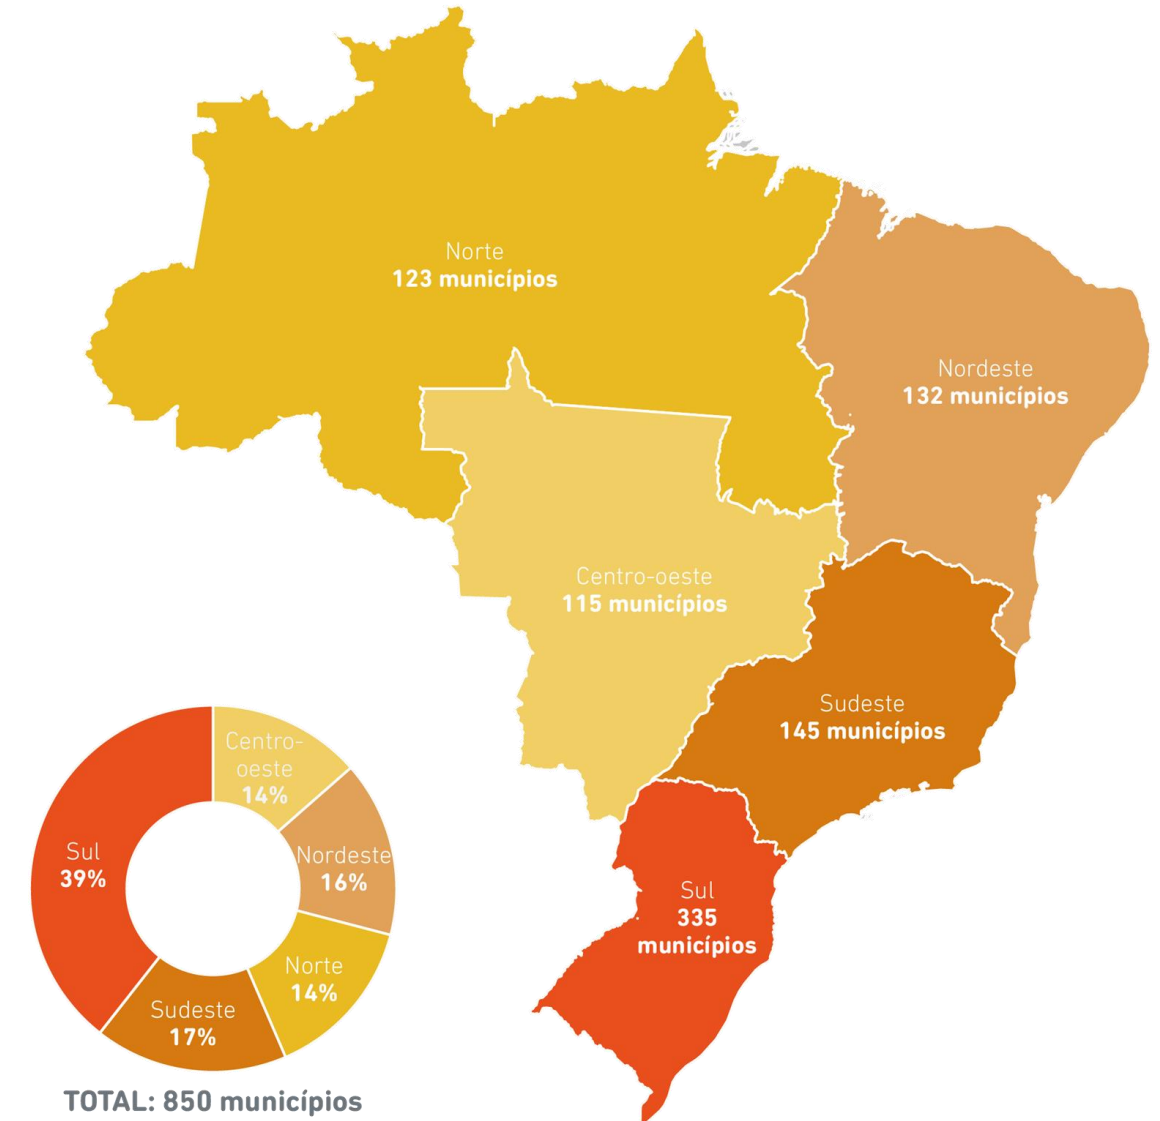 Norte
123 municípios
Nordeste
132 municípios
Centro-oeste
115 municípios
Sudeste
145 municípios
Sul
335
municípios
Centro-
oeste
14%
Nordeste
16%
Norte
14%
Sudeste
17%
Sul
39%
TOTAL: 850 municípios